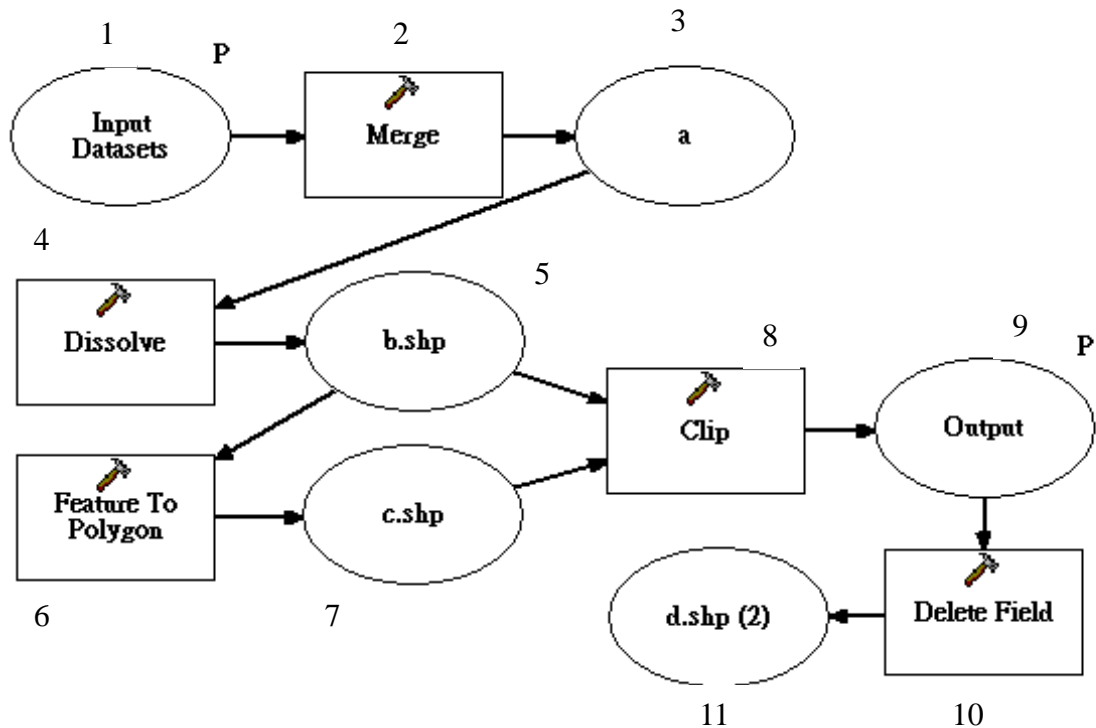 1
P
2
3
Input
Datasets
Merge
a
4
5
Dissolve
b.shp
8
9
P
Clip
Output
Feature To
Polygon
c.shp
6
7
d.shp (2)
Delete Field
11
10